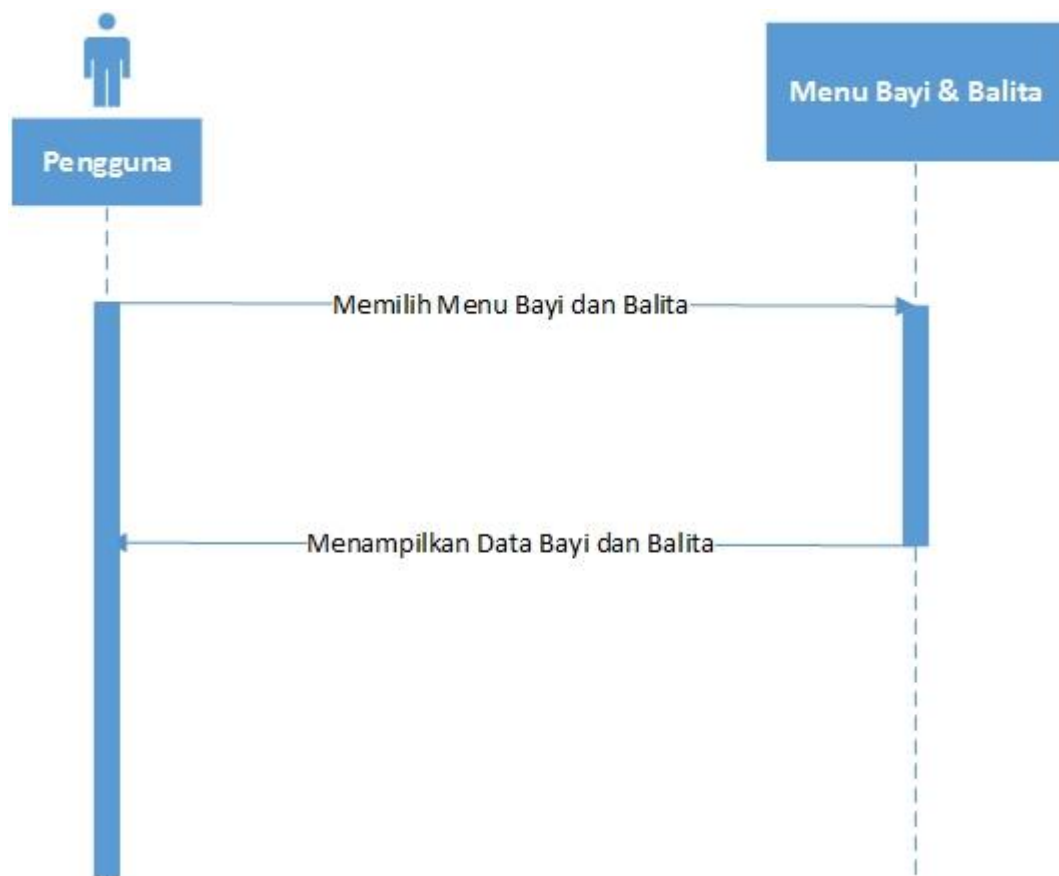 Pengguna
Menu Bayi & Balita
Memilih Menu Bayi dan Balita
Menampilkan Data Bayi dan Balita